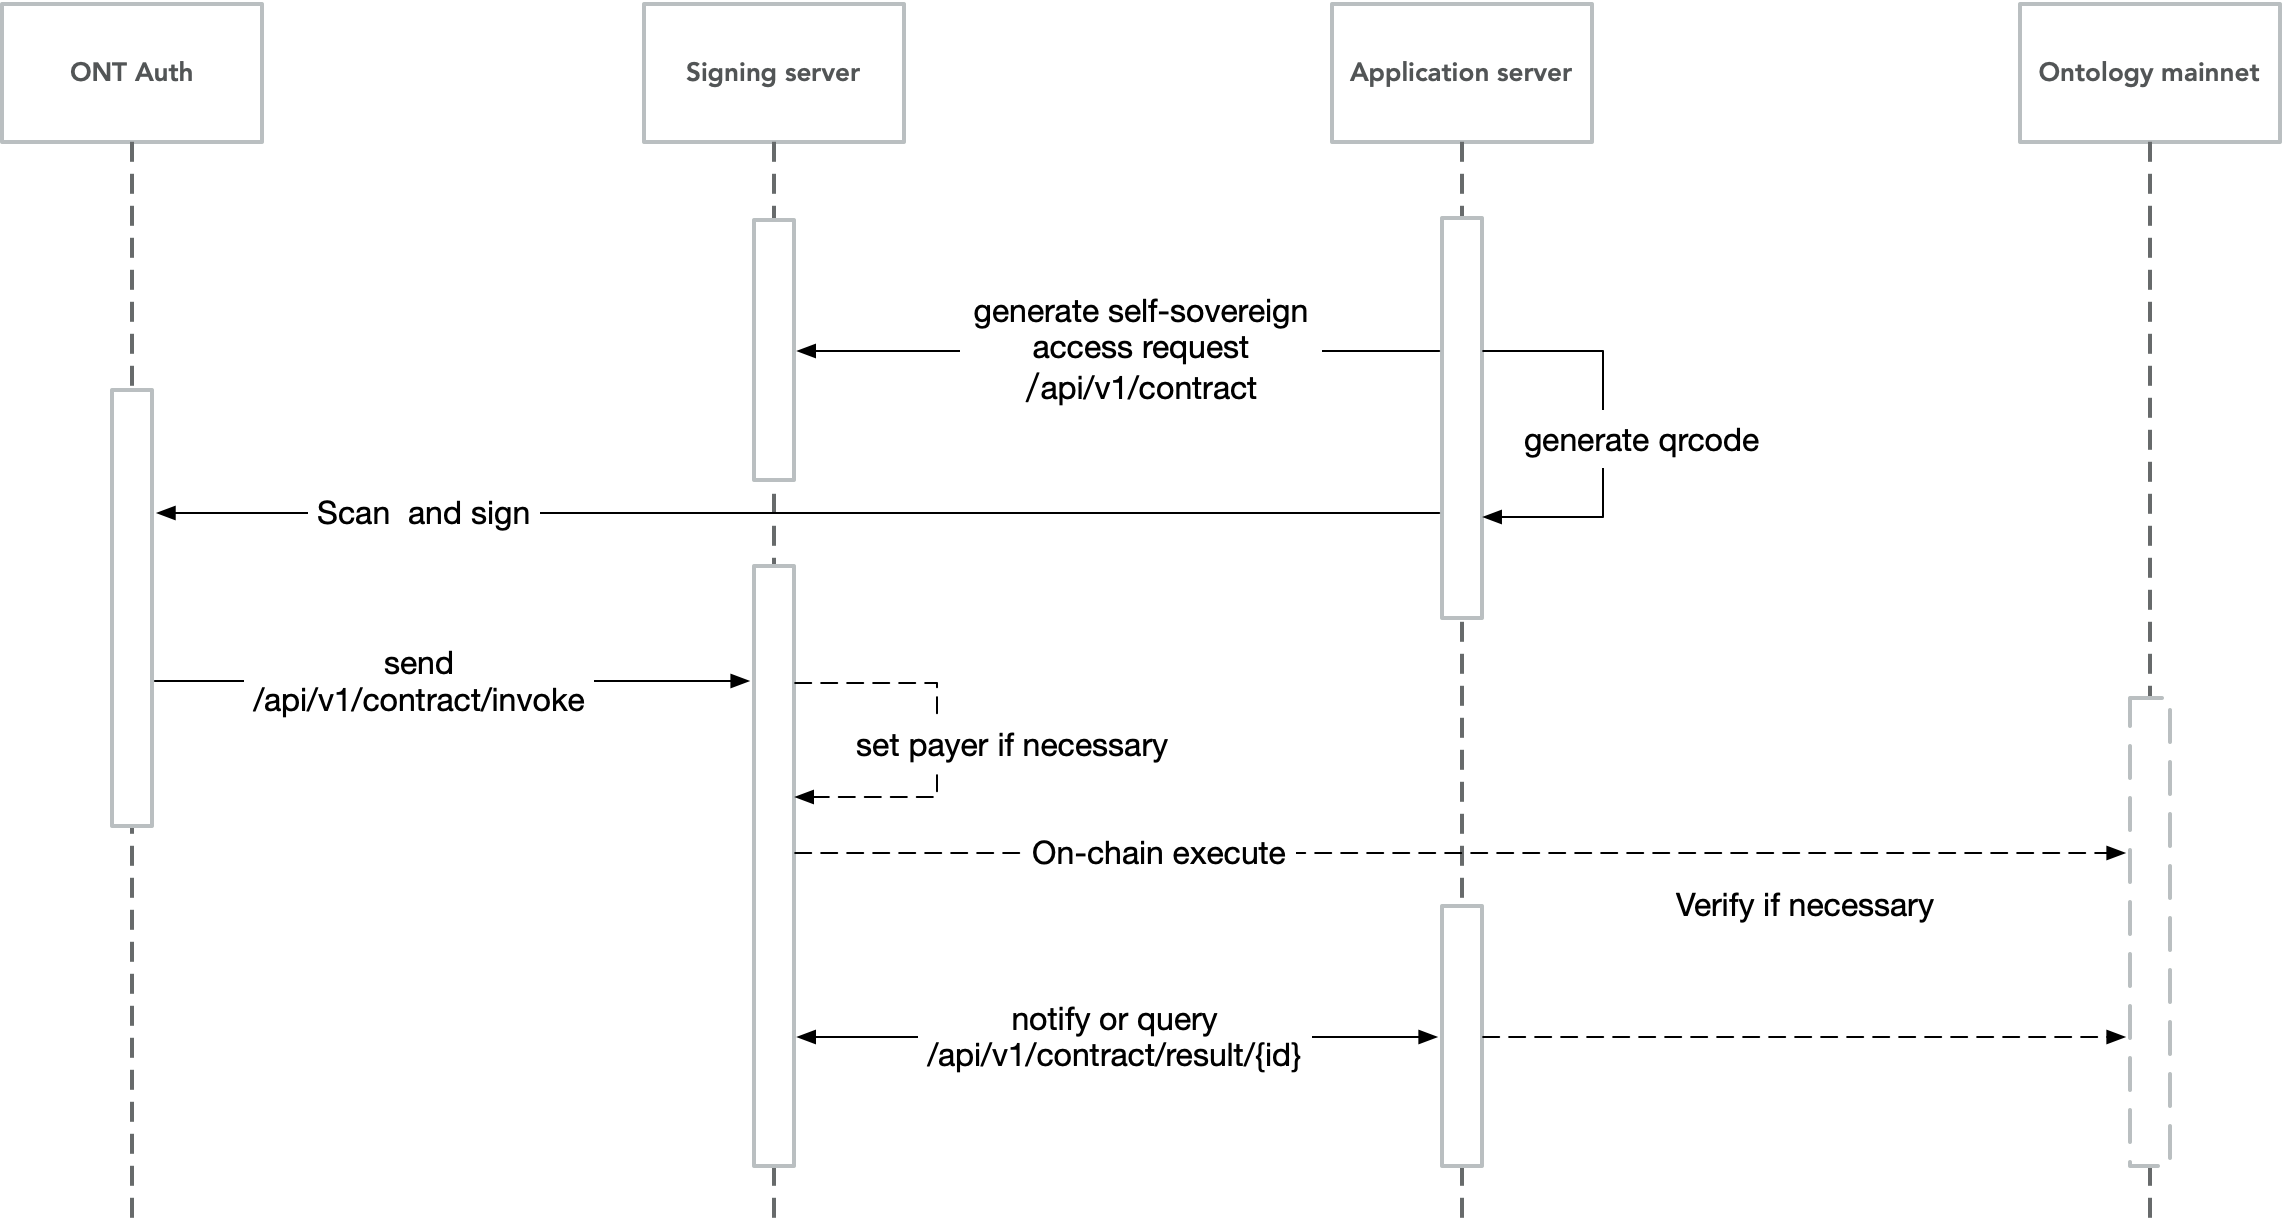 ONT Auth
Signing server
Application server
Ontology mainnet
generate self-sovereign
access request
/api/v1/contract
generate qrcode
Scan  and sign
send
/api/v1/contract/invoke
set payer if necessary
On-chain execute
Verify if necessary
notify or query
/api/v1/contract/result/{id}